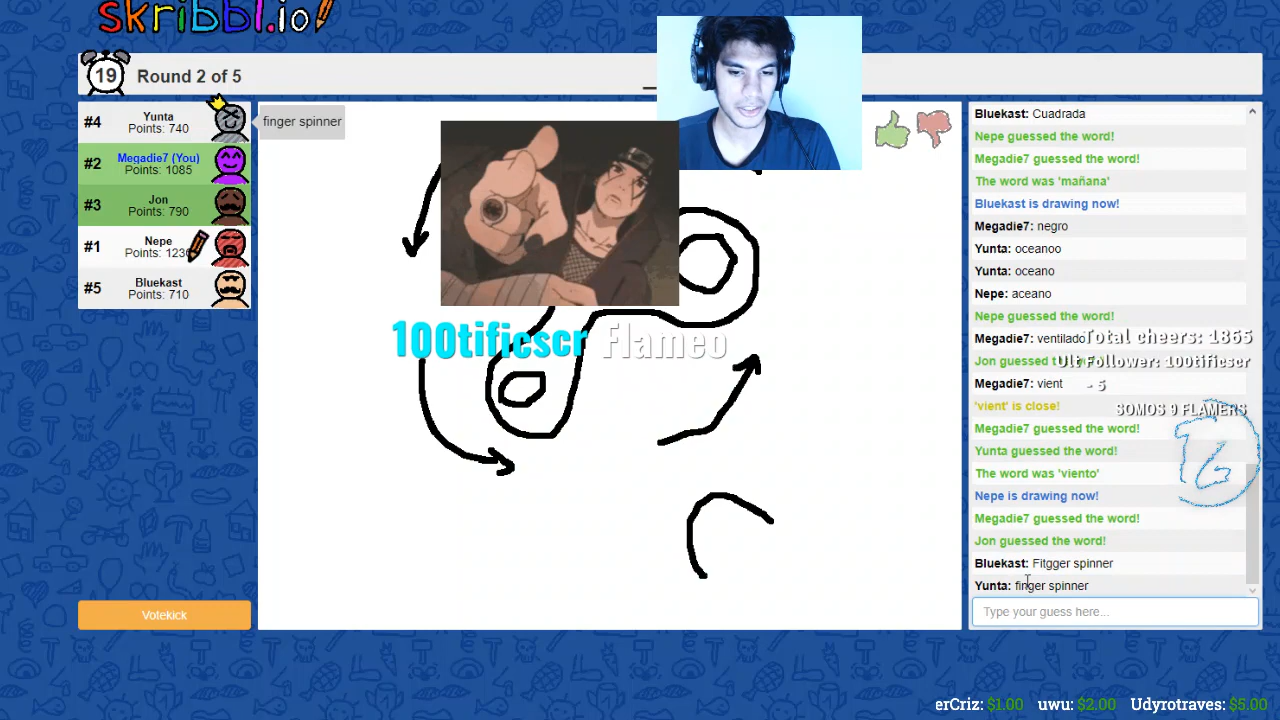 skribbl.io
19
Round 2 of 5
#4
Yunta
Points: 740
#2
Megadie7 (You)
Points: 1085
#3
Jon
Points: 790
#1
Nepe
Points: 1236
#5
Bluekast
Points: 710
Votekick
finger spinner
100tificscr Flameo
Bluekast: Cuadrada
Nepe guessed the word!
Megadie7 guessed the word!
The word was 'mañana'
Bluekast is drawing now!
Megadie7: negro
Yunta: oceanoo
Yunta: oceano
Nepe: aceano
Nepe guessed the word!
Megadie7: ventilado
Total cheers: 1865
Jon guessed t
Ult Follower: 100tificscr
Megadie7: vient
- 5
'vient' is close!
SOMOS 9 FLAMERS
Megadie7 guessed the word!
Yunta guessed the word!
The word was 'viento'
Nepe is drawing now!
Megadie7 guessed the word!
Jon guessed the word!
Bluekast: Fitgger spinner
Yunta: finger spinner
Type your guess here...
erCriz: $1.00 uwu: $2.00 Udyrotraves: $5.00